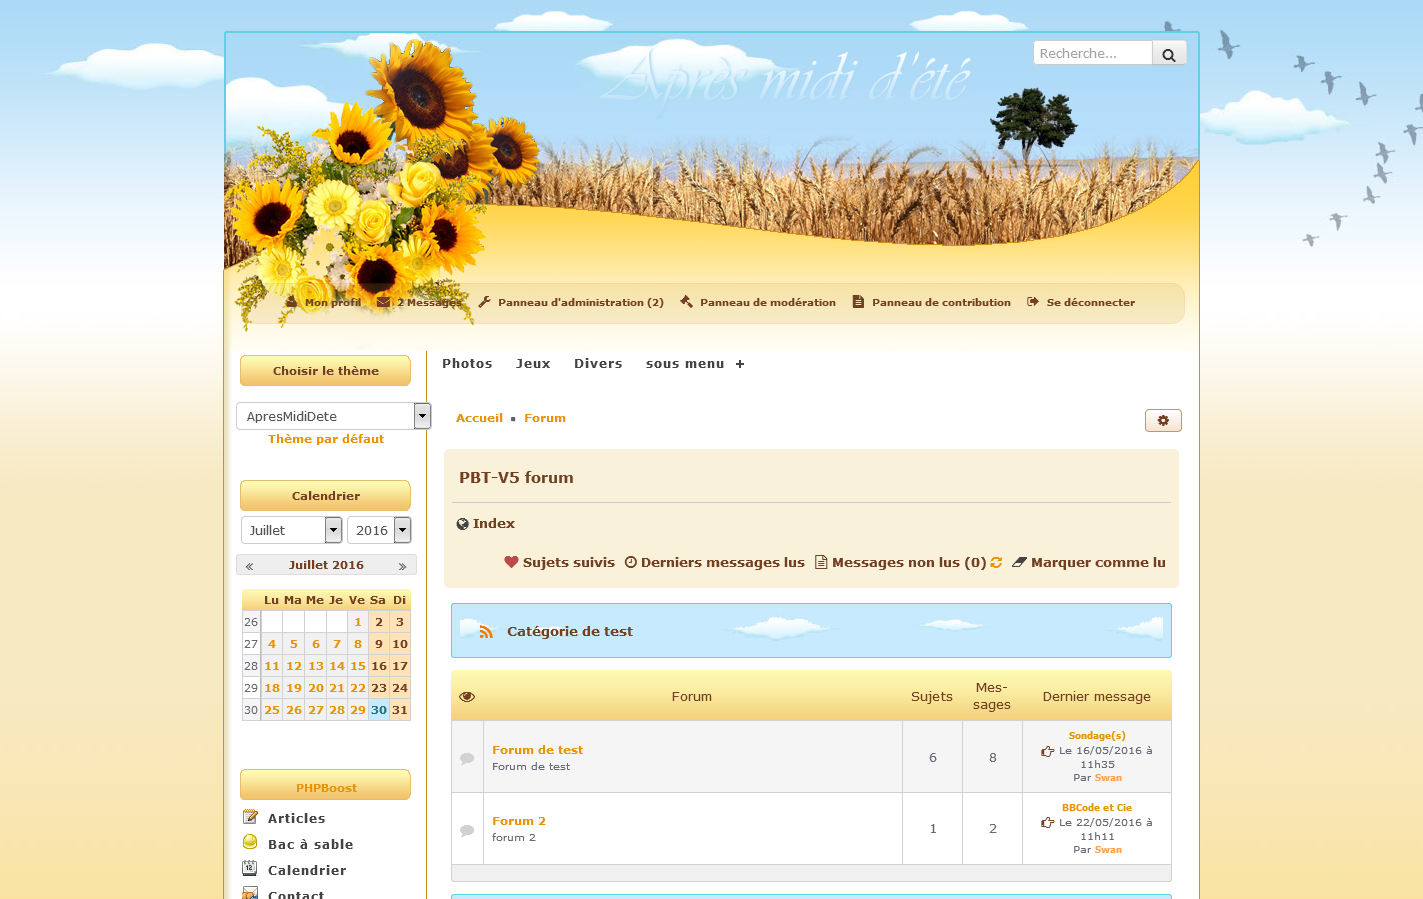 Après midi d'été
Recherche...
Mon profil 2 Messages Panneau d'administration (2) Panneau de modération Panneau de contribution Se déconnecter
Choisir le thème
ApresMidiDete
Thème par défaut
Calendrier
Juillet 2016
« Juillet 2016 »
Lu Ma Me Je Ve Sa Di
26 1 2 3
27 4 5 6 7 8 9 10
28 11 12 13 14 15 16 17
29 18 19 20 21 22 23 24
30 25 26 27 28 29 30 31
PHPBoost
Articles
Bac à sable
Calendrier
Contact
Photos Jeux Divers sous menu +
Accueil ▪ Forum
PBT-V5 forum
Index
Sujets suivis Derniers messages lus Messages non lus (0) Marquer comme lu
Catégorie de test
Forum Sujets Mes-
sages Dernier message
Forum de test
Forum de test
6 8
Sondage(s)
Le 16/05/2016 à
11h35
Par Swan
Forum 2
forum 2
1 2
BBCode et Cie
Le 22/05/2016 à
11h11
Par Swan